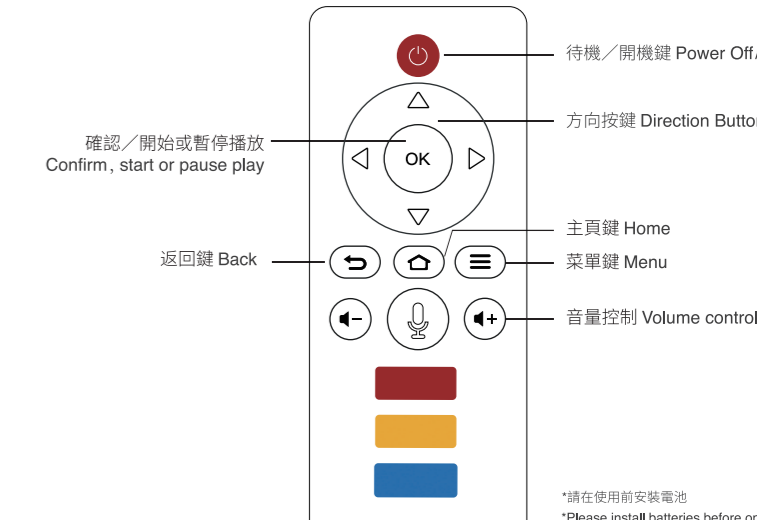 待機／開機鍵 Power Off/
方向按鍵 Direction
確認／開始或暫停播放
Confirm, start or pause play
OK
主頁鍵 Home
返回鍵 Back
菜單鍵 Menu
音量控制 Volume control
*請在使用前安裝電池
*Please install batteries before